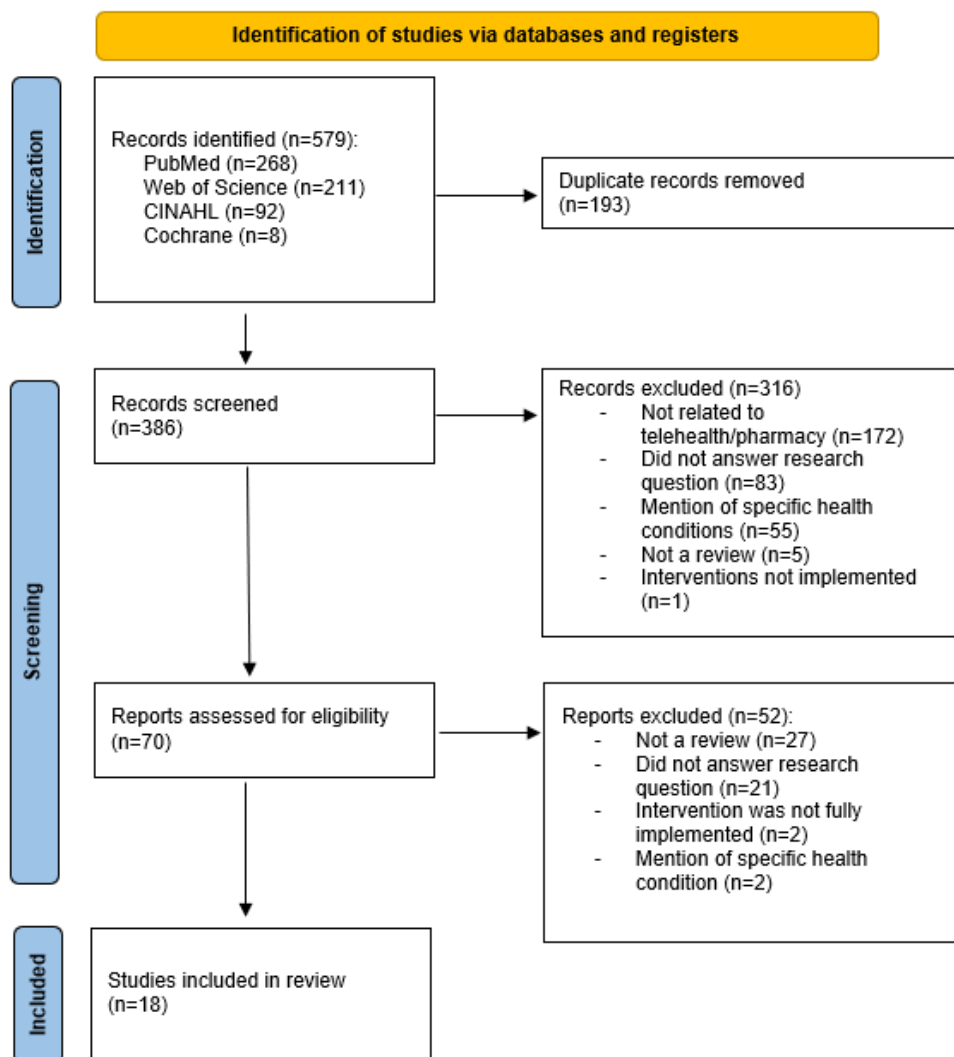 Identification of studies via databases and registers
Identification
Records identified (n=579):
PubMed (n=268)
Web of Science (n=211)
CINAHL (n=92)
Cochrane (n=8)
Duplicate records removed
(n=193)
Screening
Records screened
(n=386)
Records excluded (n=316)
- Not related to
telehealth/pharmacy (n=172)
- Did not answer research
question (n=83)
- Mention of specific health
conditions (n=55)
- Not a review (n=5)
- Interventions not implemented
(n=1)
Reports assessed for eligibility
(n=70)
Reports excluded (n=52):
- Not a review (n=27)
- Did not answer research
question (n=21)
- Intervention was not fully
implemented (n=2)
- Mention of specific health
condition (n=2)
Included
Studies included in review
(n=18)